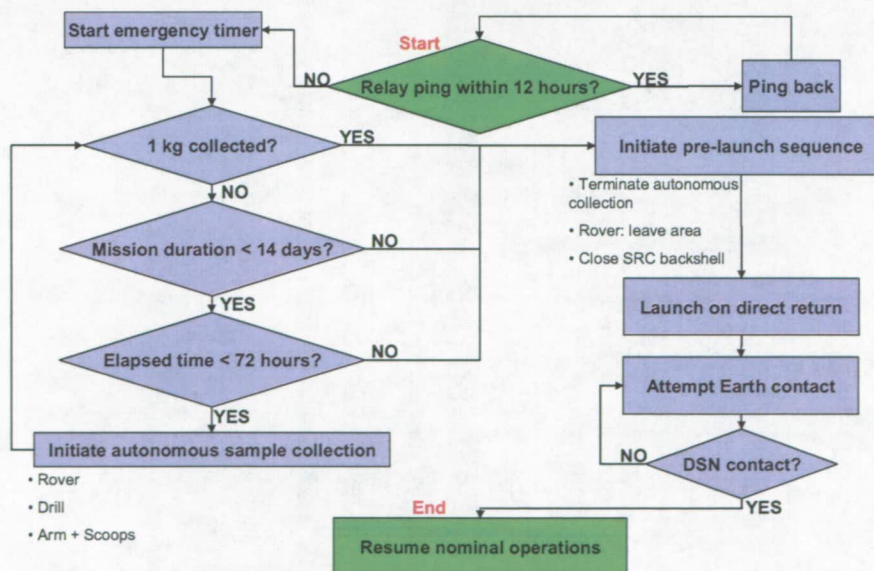 Start emergency timer
Start
Relay ping within 12 hours?
NO
YES
Ping back
1 kg collected?
YES
NO
Initiate pre-launch sequence
• Terminate autonomous
collection
• Rover: leave area
• Close SRC backshell
Mission duration < 14 days?
NO
YES
Elapsed time < 72 hours?
NO
YES
Initiate autonomous sample collection
• Rover
• Drill
• Arm + Scoops
Launch on direct return
Attempt Earth contact
DSN contact?
NO
YES
End
Resume nominal operations